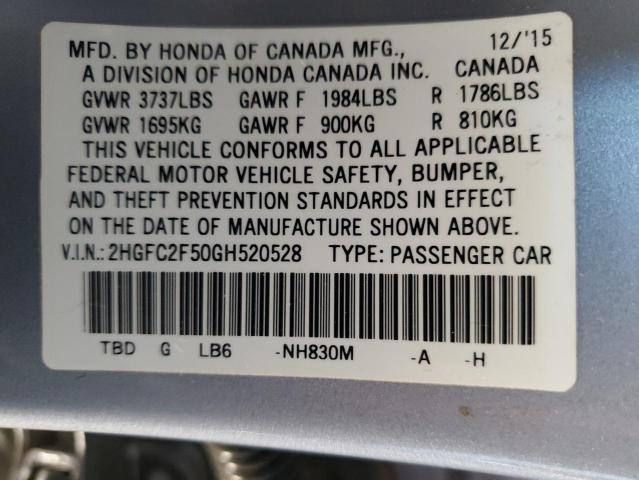 MFD. BY HONDA OF CANADA MFG., 12/'15
A DIVISION OF HONDA CANADA INC. CANADA
GVWR 3737LBS GAWR F 1984LBS R 1786LBS
GVWR 1695KG GAWR F 900KG R 810KG
THIS VEHICLE CONFORMS TO ALL APPLICABLE
FEDERAL MOTOR VEHICLE SAFETY, BUMPER,
AND THEFT PREVENTION STANDARDS IN EFFECT
ON THE DATE OF MANUFACTURE SHOWN ABOVE.
V.I.N.: 2HGFC2F50GH520528 TYPE: PASSENGER CAR
TBD G LB6 -NH830M -A -H